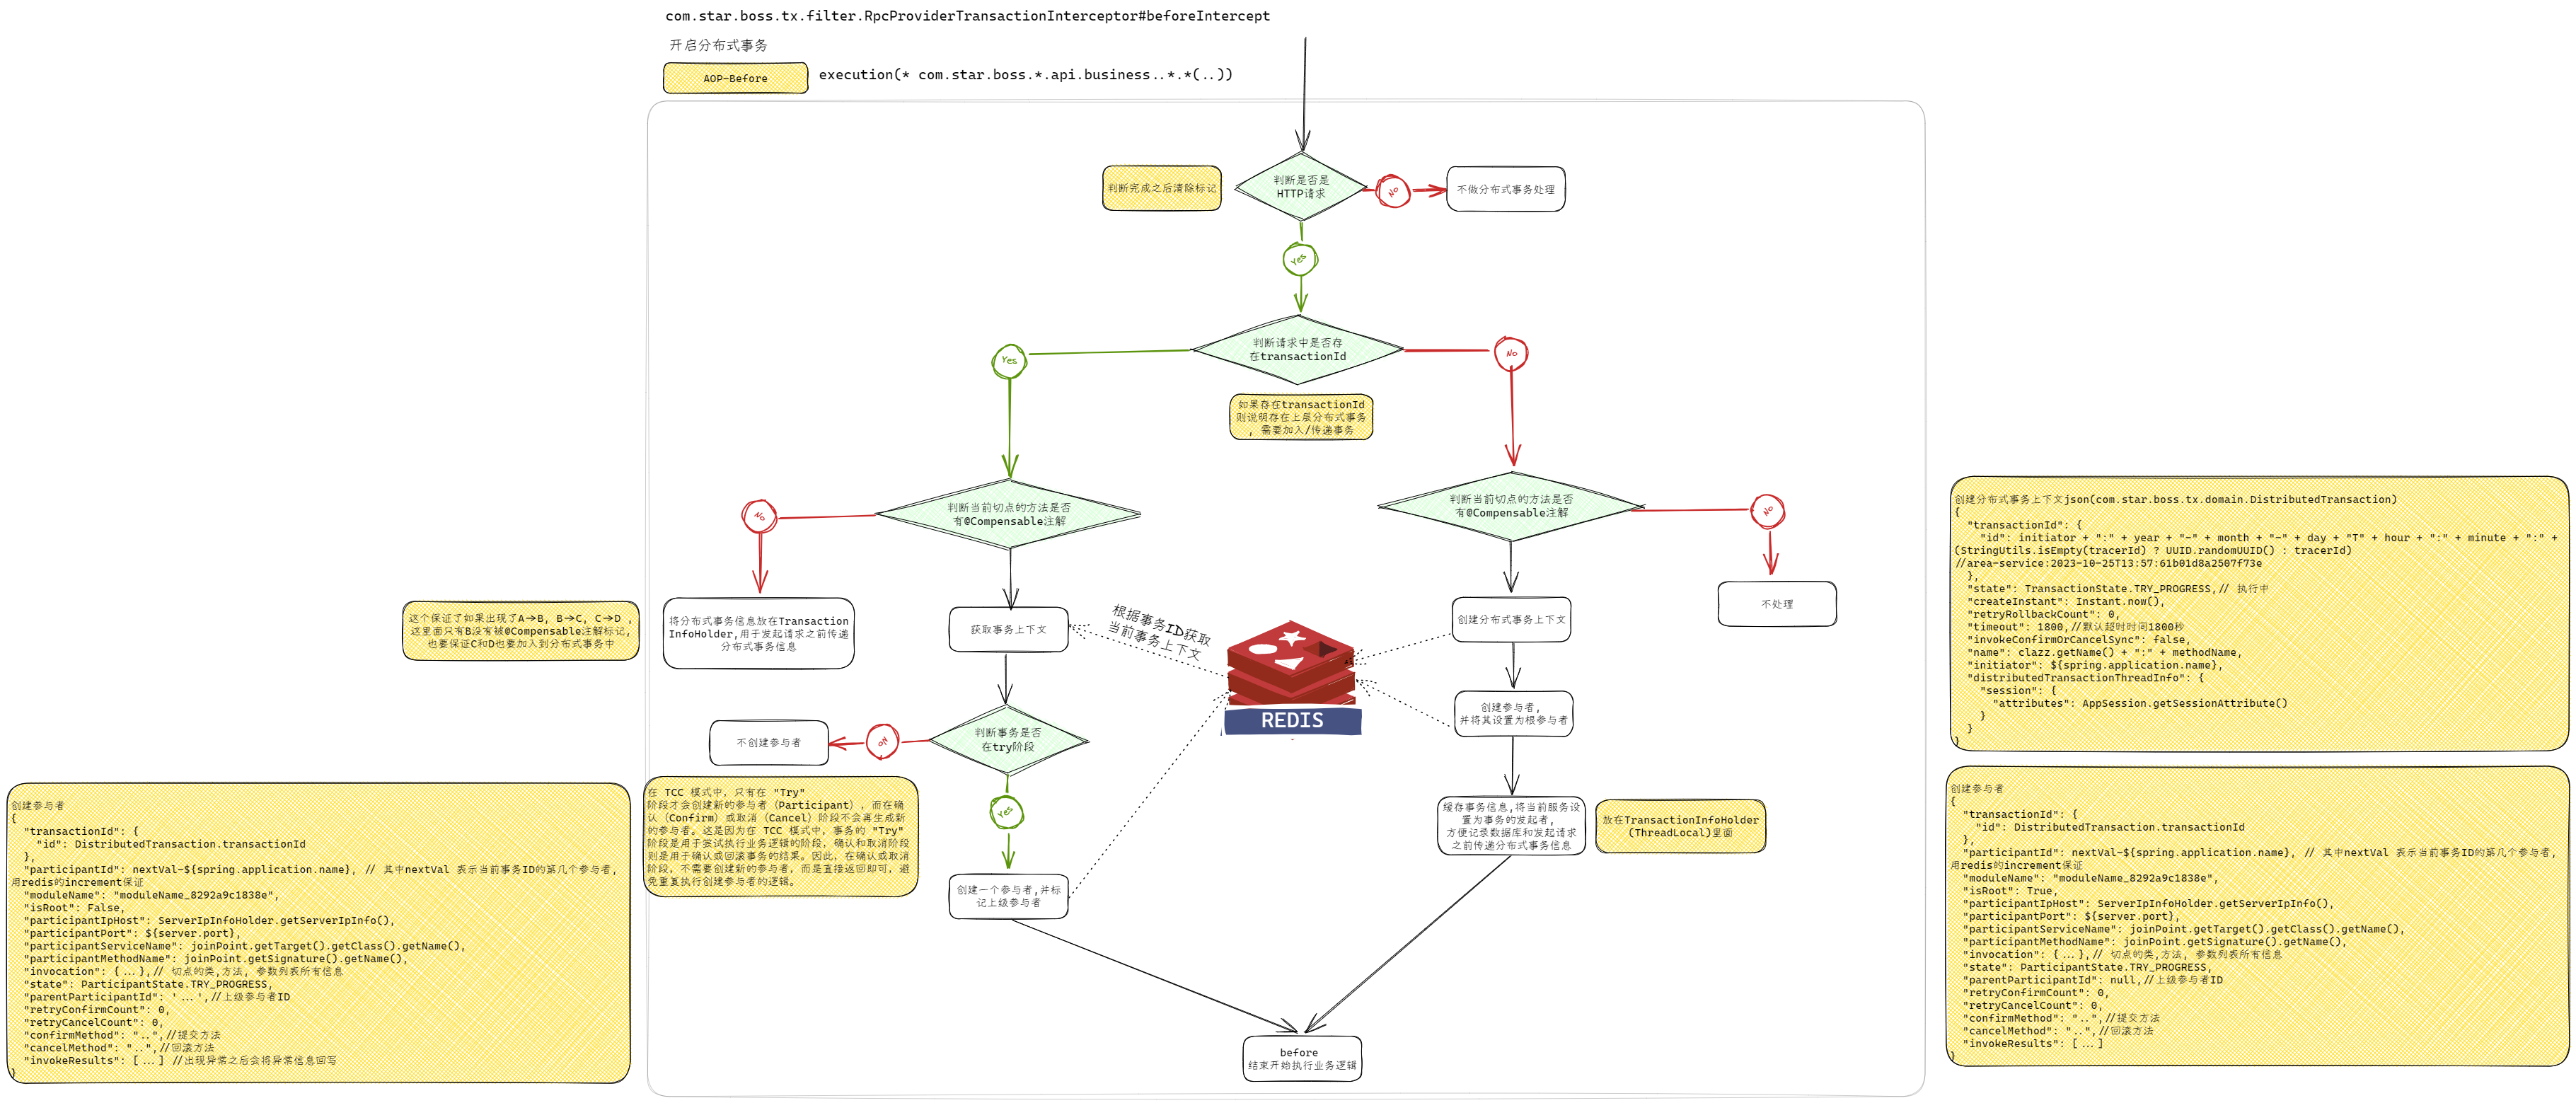 com.star.boss.tx.filter.RpcProviderTransactionInterceptor#beforeIntercept
开启分布式事务
AOP-Before
execution(* com.star.boss.*.api.business..*.*(..))
判断完成之后清除标记
判断是否是
HTTP请求
NO
不做分布式事务处理
Yes
判断请求中是否存
在transactionId
Yes
NO
如果存在transactionId
则说明存在上层分布式事务
，需要加入/传递事务
判断当前切点的方法是否
有@Compensable注解
NO
判断当前切点的方法是否
有@Compensable注解
NO
这个保证了如果出现了A->B, B->C, C->D ,
这里面只有B没有被@Compensable注解标记,
也要保证C和D也要加入到分布式事务中
将分布式事务信息放在Transaction
InfoHolder,用于发起请求之前传递
分布式事务信息
获取事务上下文
根据事务ID获取
当前事务上下文
REDIS
创建分布式事务上下文
不处理
创建参与者,
并将其设置为根参与者
判断事务是否
在try阶段
NO
不创建参与者
Yes
在 TCC 模式中，只有在 "Try"
阶段才会创建新的参与者（Participant），而在确
认（Confirm）或取消（Cancel）阶段不会再生成新
的参与者。这是因为在 TCC 模式中，事务的 "Try"
阶段是用于尝试执行业务逻辑的阶段，确认和取消阶段
则是用于确认或回滚事务的结果。因此，在确认或取消
阶段，不需要创建新的参与者，而是直接返回即可，避
免重复执行创建参与者的逻辑。
创建一个参与者,并标
记上级参与者
缓存事务信息,将当前服务设
置为事务的发起者,
方便记录数据库和发起请求
之前传递分布式事务信息
放在TransactionInfoHolder
(ThreadLocal)里面
before
结束开始执行业务逻辑
创建参与者
{
"transactionId": {
"id": DistributedTransaction.transactionId
},
"participantId": nextVal-${spring.application.name}, // 其中nextVal 表示当前事务ID的第几个参与者,
用redis的increment保证
"moduleName": "moduleName_8292a9c1838e",
"isRoot": False,
"participantIpHost": ServerIpInfoHolder.getServerIpInfo(),
"participantPort": ${server.port},
"participantServiceName": joinPoint.getTarget().getClass().getName(),
"participantMethodName": joinPoint.getSignature().getName(),
"invocation": {...},// 切点的类,方法, 参数列表所有信息
"state": ParticipantState.TRY_PROGRESS,
"parentParticipantId": '...',//上级参与者ID
"retryConfirmCount": 0,
"retryCancelCount": 0,
"confirmMethod": "..",//提交方法
"cancelMethod": "..",//回滚方法
"invokeResults": [...] //出现异常之后会将异常信息回写
}
创建分布式事务上下文json(com.star.boss.tx.domain.DistributedTransaction)
{
"transactionId": {
"id": initiator + ":" + year + "-" + month + "-" + day + "T" + hour + ":" + minute + ":" +
(StringUtils.isEmpty(tracerId) ? UUID.randomUUID() : tracerId)
//area-service:2023-10-25T13:57:61b01d8a2507f73e
},
"state": TransactionState.TRY_PROGRESS,// 执行中
"createInstant": Instant.now(),
"retryRollbackCount": 0,
"timeout": 1800,//默认超时时间1800秒
"invokeConfirmOrCancelSync": false,
"name": clazz.getName() + ":" + methodName,
"initiator": ${spring.application.name},
"distributedTransactionThreadInfo": {
"session": {
"attributes": AppSession.getSessionAttribute()
}
}
}
创建参与者
{
"transactionId": {
"id": DistributedTransaction.transactionId
},
"participantId": nextVal-${spring.application.name}, // 其中nextVal 表示当前事务ID的第几个参与者,
用redis的increment保证
"moduleName": "moduleName_8292a9c1838e",
"isRoot": True,
"participantIpHost": ServerIpInfoHolder.getServerIpInfo(),
"participantPort": ${server.port},
"participantServiceName": joinPoint.getTarget().getClass().getName(),
"participantMethodName": joinPoint.getSignature().getName(),
"invocation": {...},// 切点的类,方法, 参数列表所有信息
"state": ParticipantState.TRY_PROGRESS,
"parentParticipantId": null,//上级参与者ID
"retryConfirmCount": 0,
"retryCancelCount": 0,
"confirmMethod": "..",//提交方法
"cancelMethod": "..",//回滚方法
"invokeResults": [...]
}